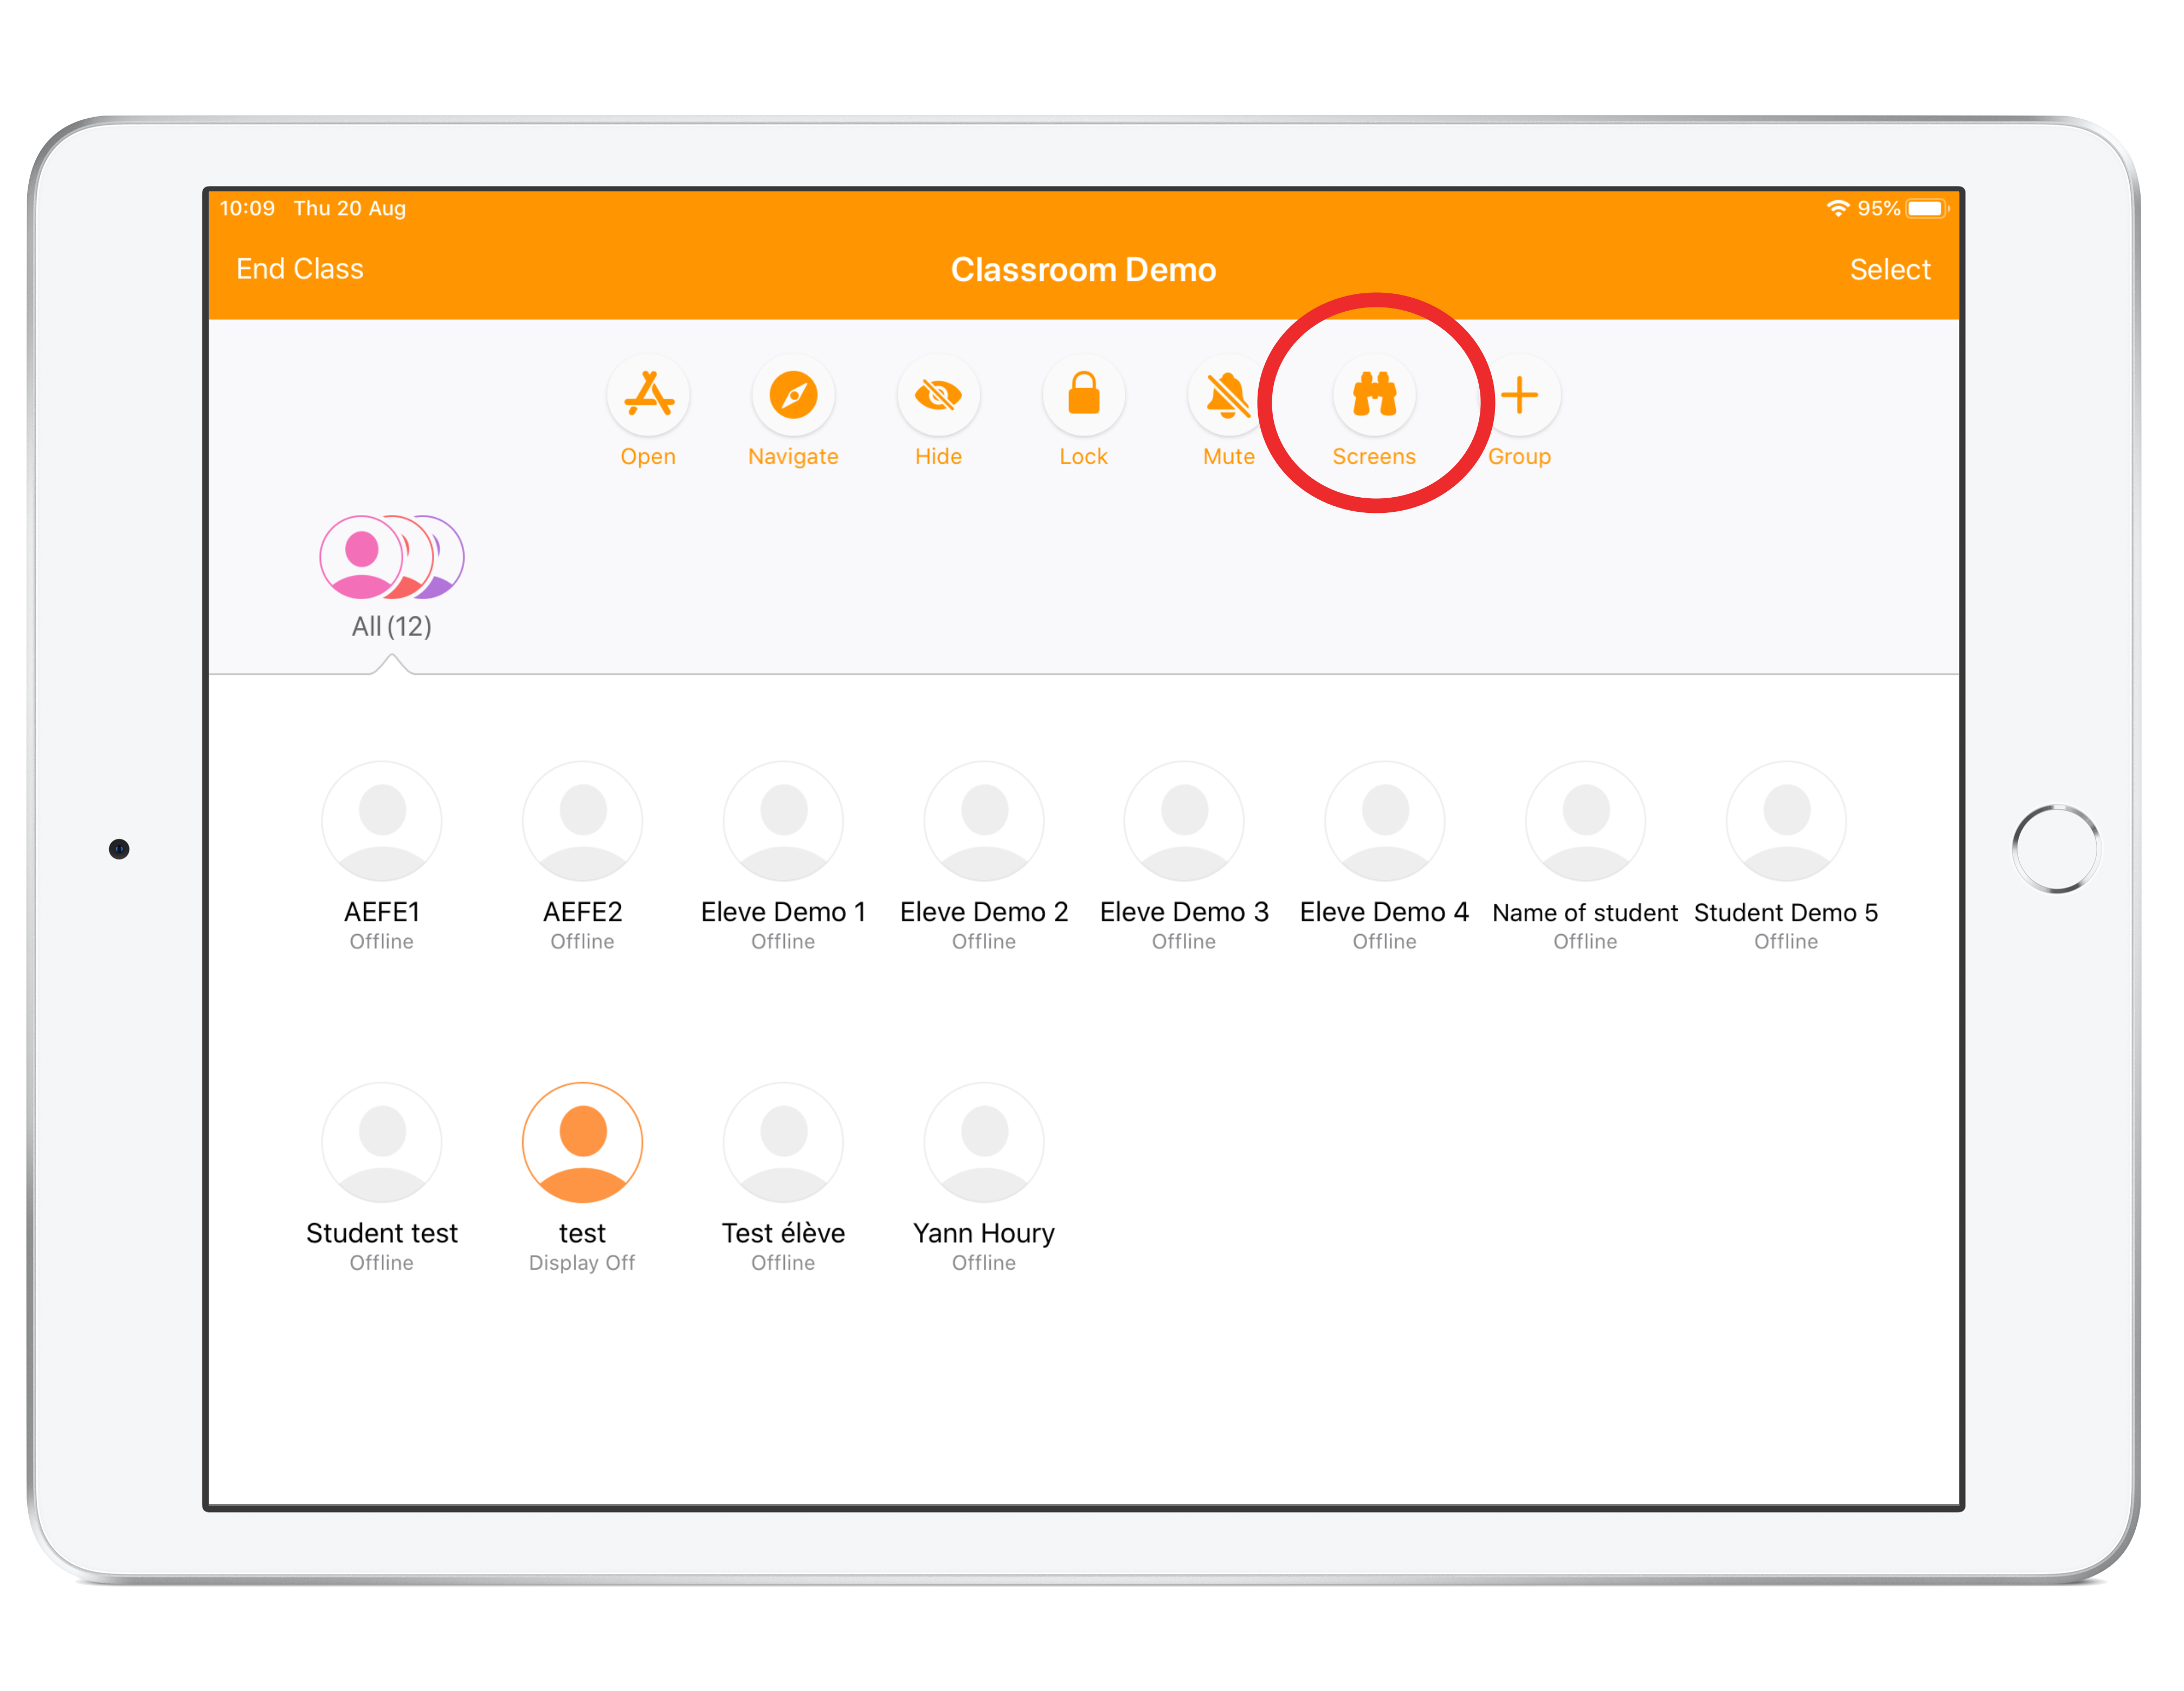 10:09 Thu 20 Aug 95%
End Class Classroom Demo Select
Open Navigate Hide Lock Mute Screens Group
All (12)
AEFE1 AEFE2 Eleve Demo 1 Eleve Demo 2 Eleve Demo 3 Eleve Demo 4 Name of student Student Demo 5
Offline Offline Offline Offline Offline Offline Offline Offline
Student test test Test élève Yann Houry
Offline Display Off Offline Offline